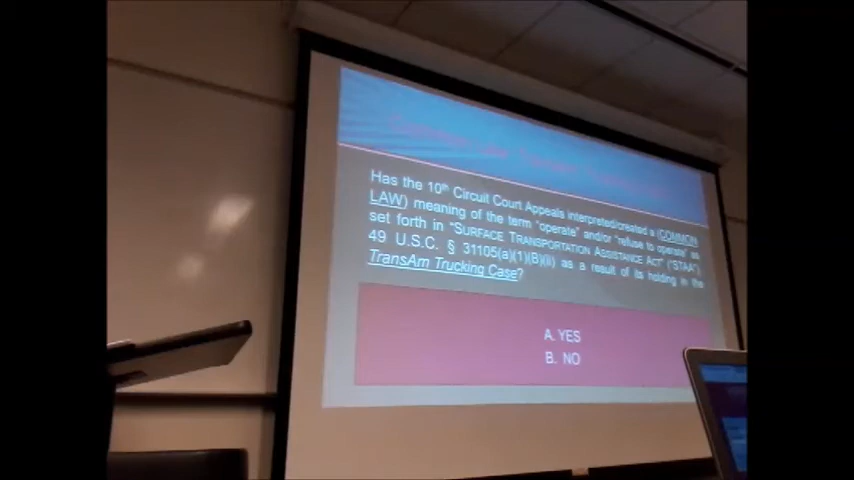 Has the 10th Circuit Court Appeals interpreted/created a (COMMON
LAW) meaning of the term "operate" and/or "refuse to operate" as
set forth in "SURFACE TRANSPORTATION ASSISTANCE ACT" ("STAA")
49 U.S.C. § 31105(a)(1)(B)(ii) as a result of its holding in the
TransAm Trucking Case?
A. YES
B. NO